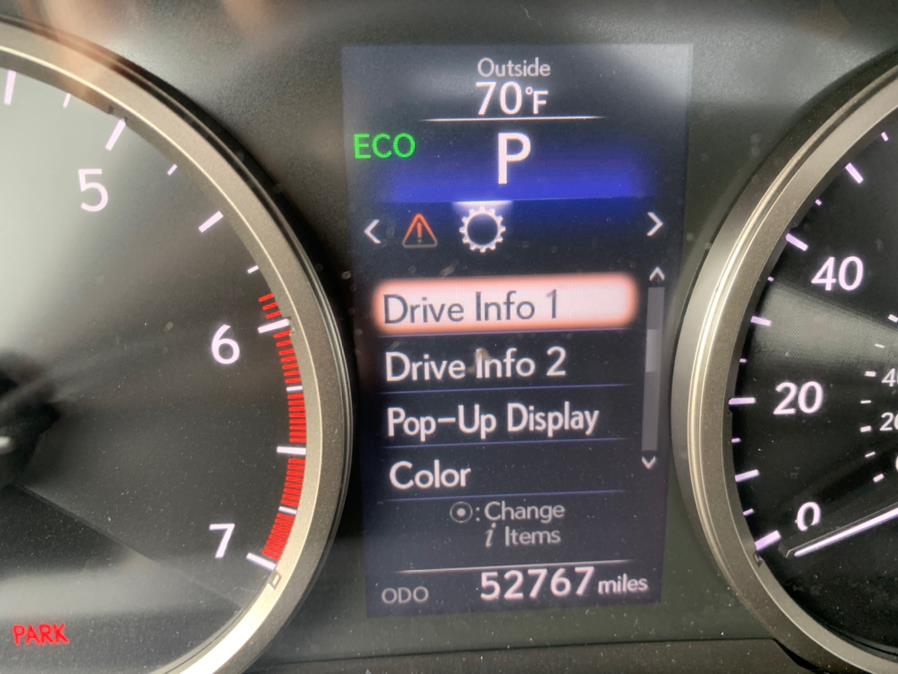 Outside
70°F
ECO
P
Drive Info 1
Drive Info 2
Pop-Up Display
Color
: Change
i Items
ODO 52767 miles
5
6
7
PARK
40
20
0